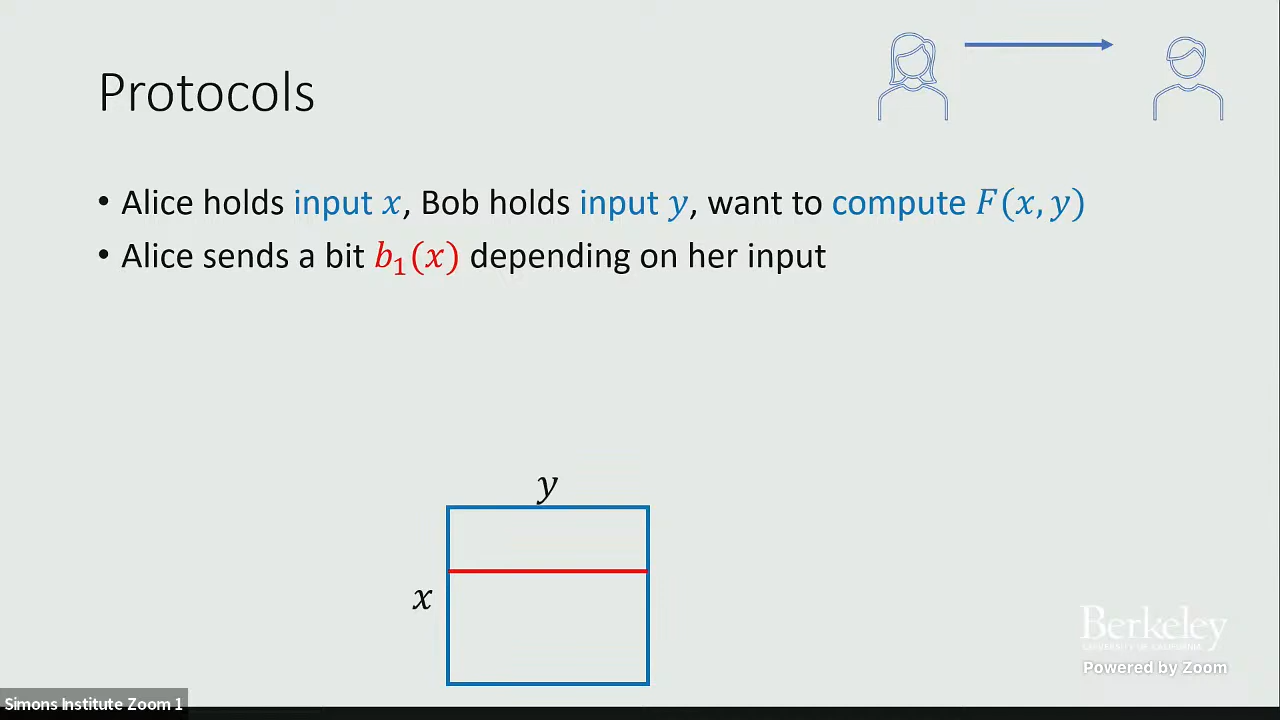 Protocols
• Alice holds input x, Bob holds input y, want to compute F(x, y)
• Alice sends a bit b₁(x) depending on her input
y
x
Berkeley
UNIVERSITY OF CALIFORNIA
Powered by Zoom
Simons Institute Zoom 1